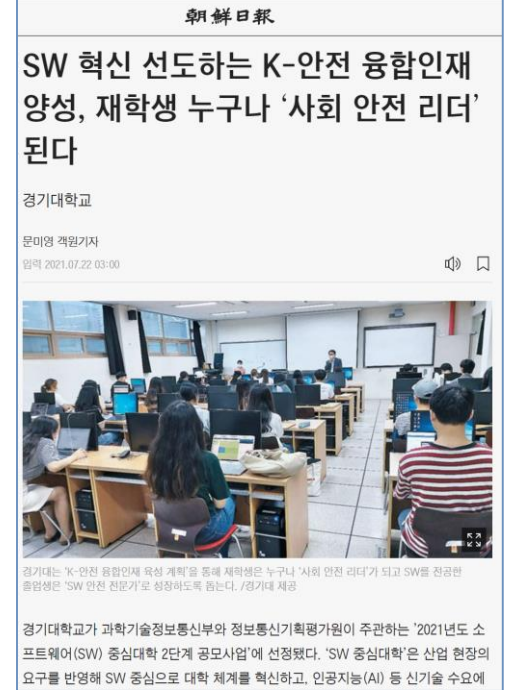 朝鮮日報
SW 혁신 선도하는 K-안전 융합인재
양성, 재학생 누구나 ‘사회 안전 리더’
된다
경기대학교
문미영 객원기자
입력 2021.07.22 03:00
경기대는 ‘K-안전 융합인재 육성 계획’을 통해 재학생은 누구나 ‘사회 안전 리더’가 되고 SW를 전공한
졸업생은 ‘SW 안전 전문가’로 성장하도록 돕는다. /경기대 제공
경기대학교가 과학기술정보통신부와 정보통신기획평가원이 주관하는 ‘2021년도 소
프트웨어(SW) 중심대학 2단계 공모사업’에 선정됐다. ‘SW 중심대학’은 산업 현장의
요구를 반영해 SW 중심으로 대학 체계를 혁신하고, 인공지능(AI) 등 신기술 수요에